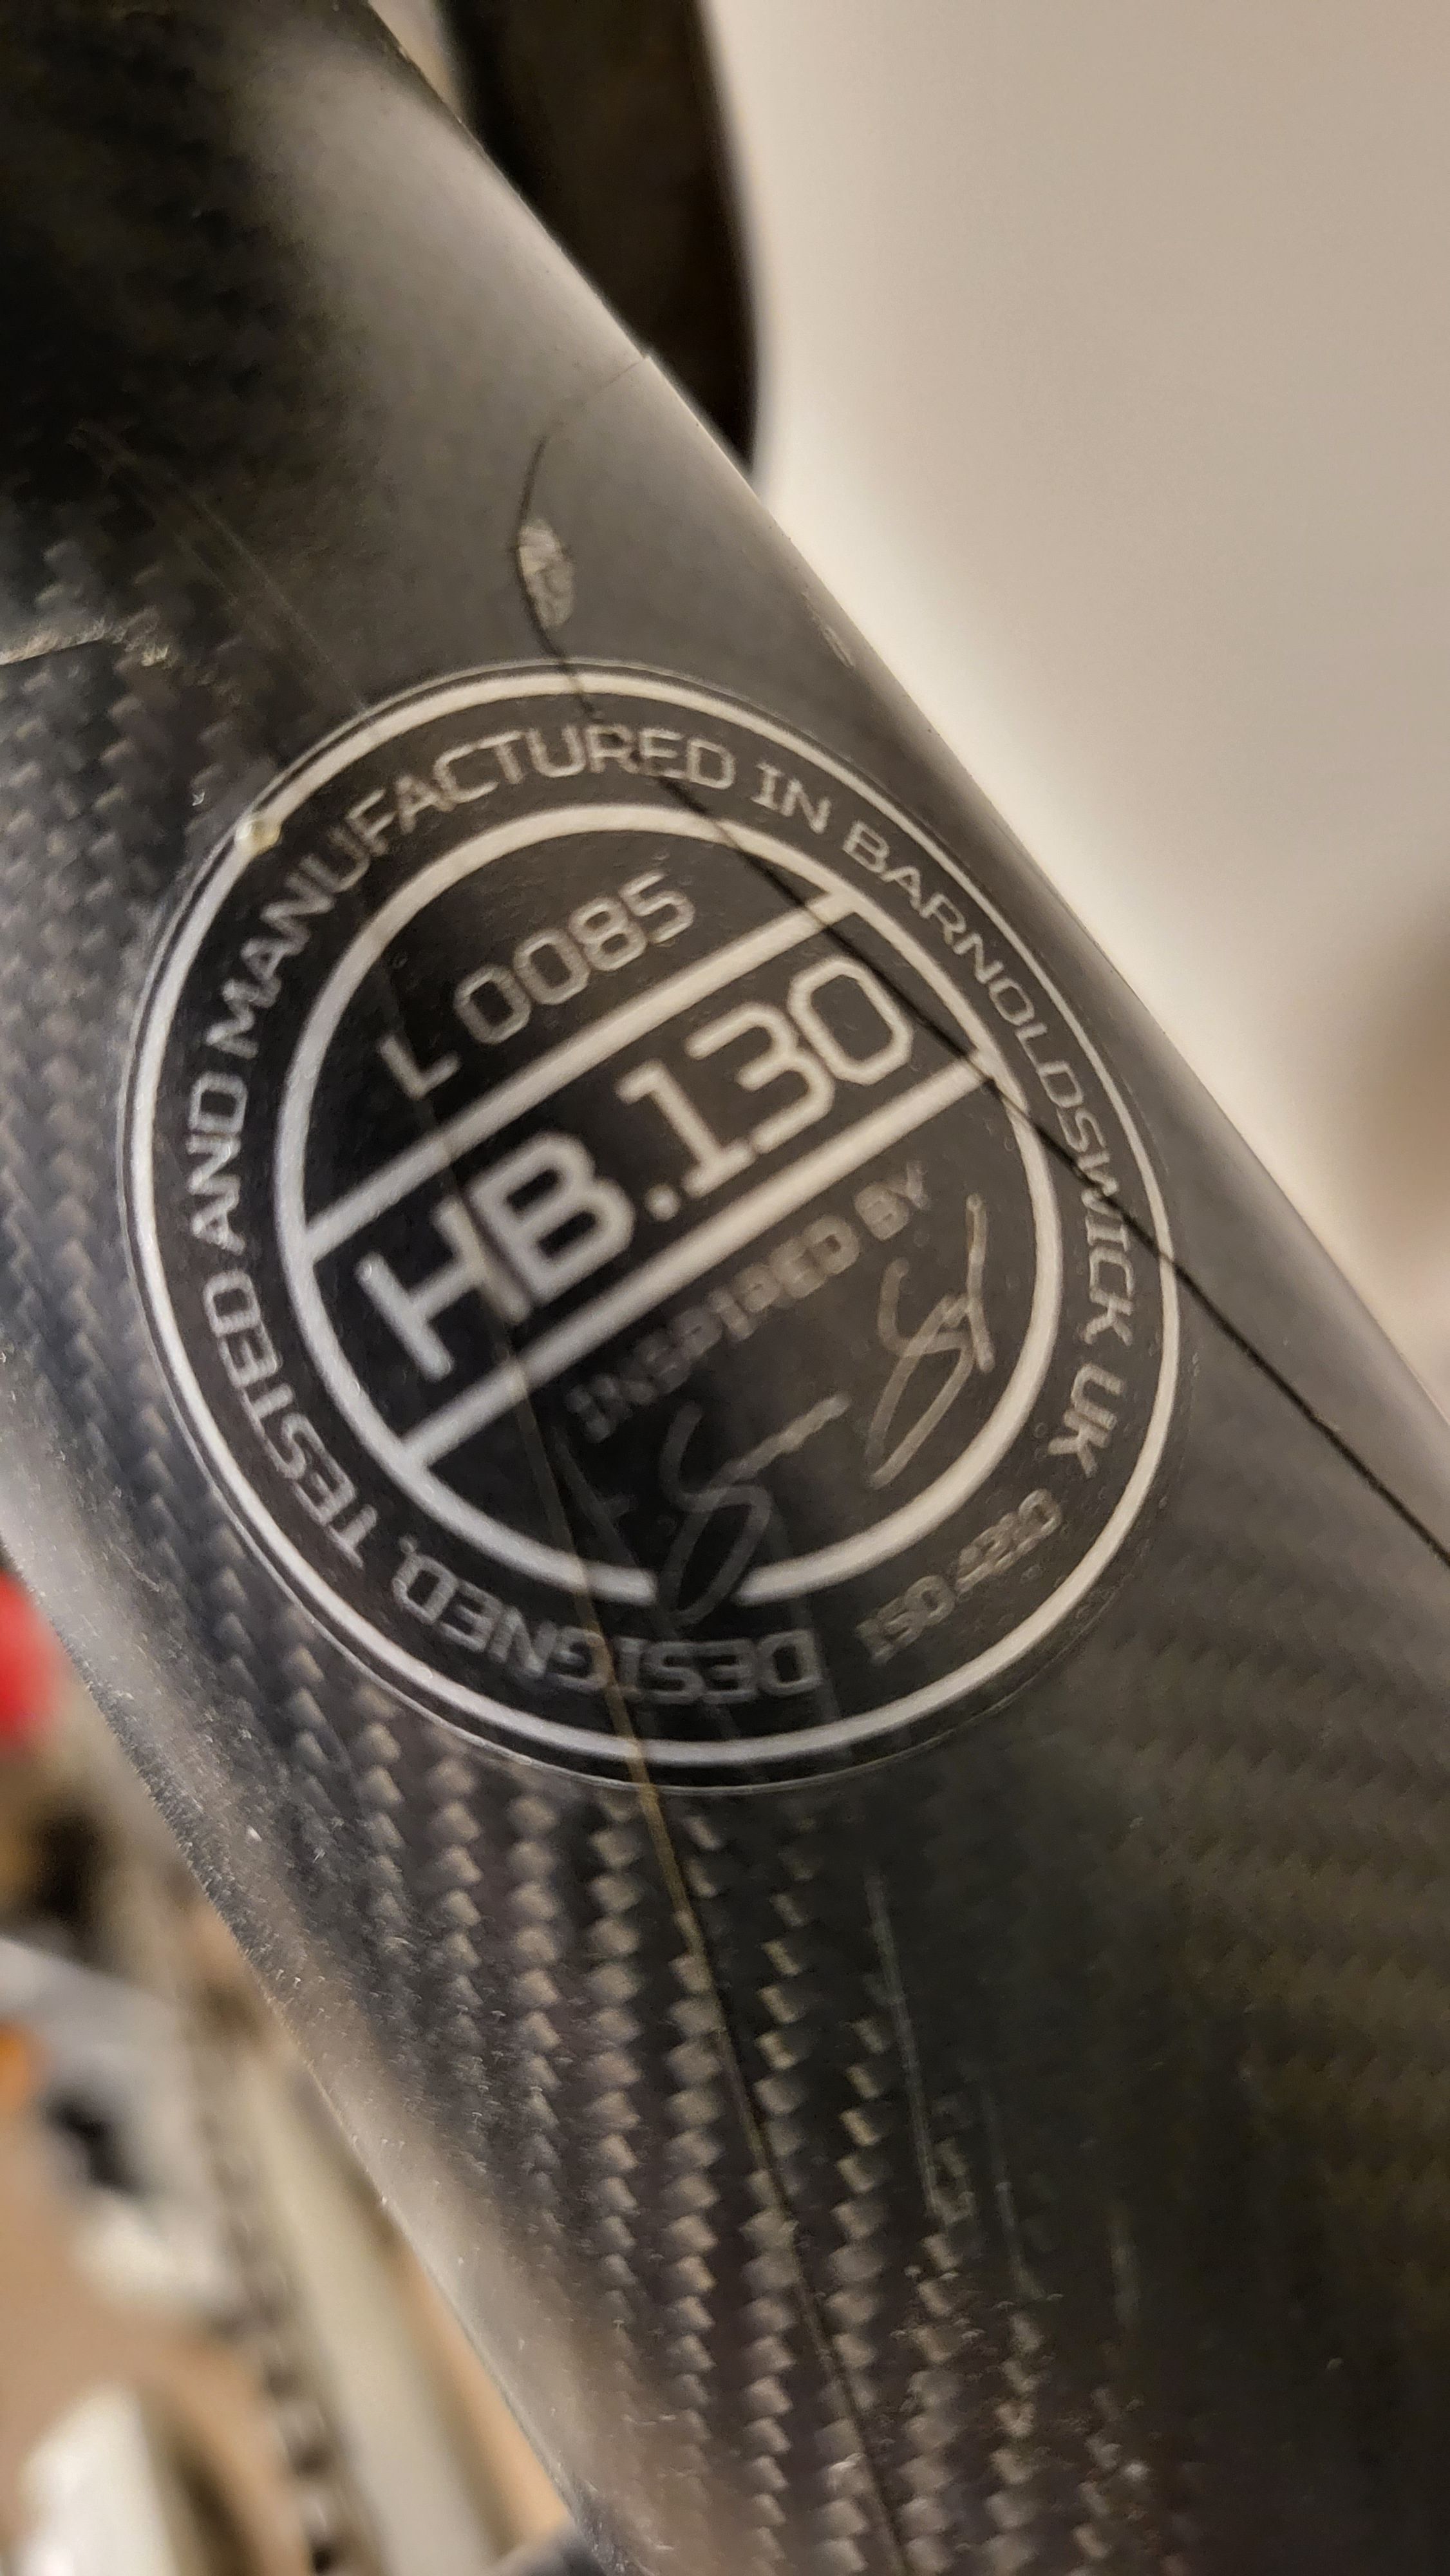 DESIGNED. TESTED AND MANUFACTURED IN BARNOLDSWICK UK
ISO 4210
L 0085
HB.130
INSPIRED BY